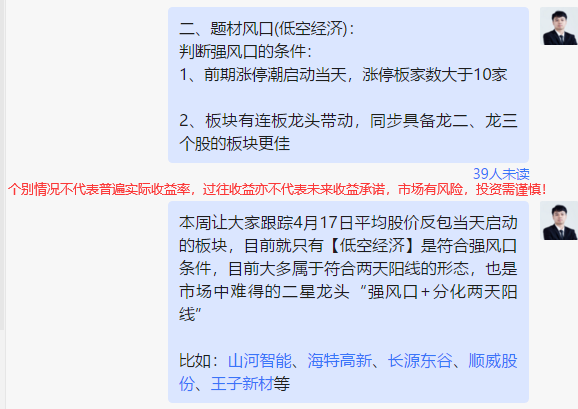 二、题材风口(低空经济)：
判断强风口的条件：
1、前期涨停潮启动当天，涨停板家数大于10家
2、板块有连板龙头带动，同步具备龙二、龙三
个股的板块更佳
39人未读
个别情况不代表普遍实际收益率，过往收益亦不代表未来收益承诺，市场有风险，投资需谨慎！
本周让大家跟踪4月17日平均股价反包当天启动
的板块，目前就只有【低空经济】是符合强风口
条件，目前大多属于符合两天阳线的形态，也是
市场中难得的二星龙头“强风口+分化两天阳
线”
比如：山河智能、海特高新、长源东谷、顺威股
份、王子新材等